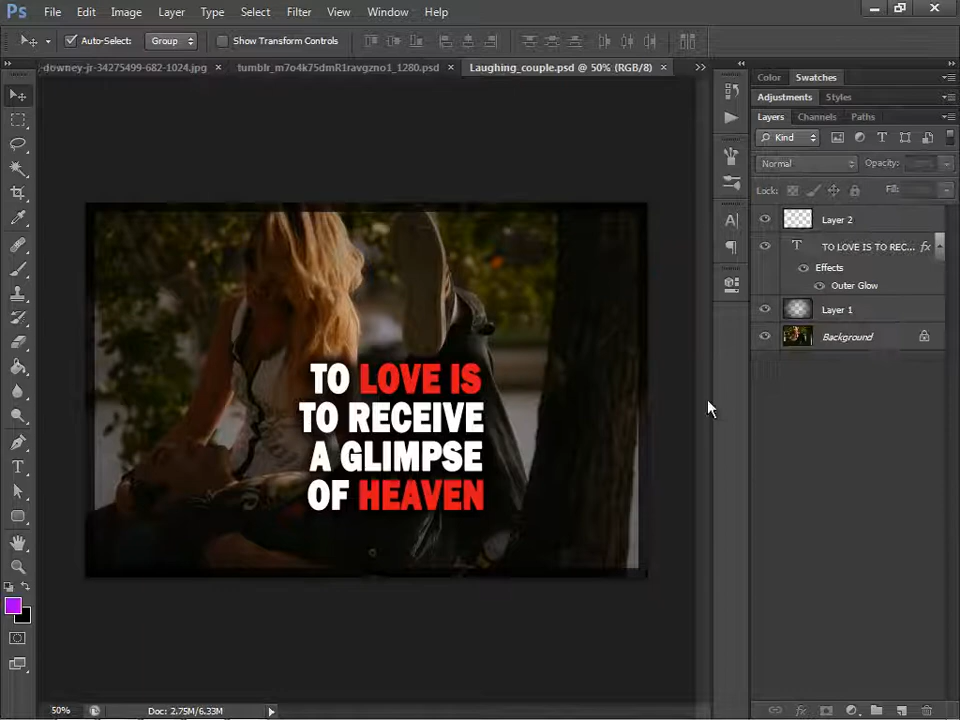 Ps File Edit Image Layer Type Select Filter View Window Help
Auto-Select: Group Show Transform Controls
-downey-jr-34275499-682-1024.jpg × tumblr_m7o4k75dmR1ravgzno1_1280.psd × Laughing_couple.psd @ 50% (RGB/8) ×
Color Swatches
Adjustments Styles
Layers Channels Paths
Kind
Normal Opacity:
Lock: Fill:
Layer 2
T TO LOVE IS TO REC... fx
Effects
Outer Glow
Layer 1
Background
TO LOVE IS
TO RECEIVE
A GLIMPSE
OF HEAVEN
50% Doc: 2.75M/6.33M